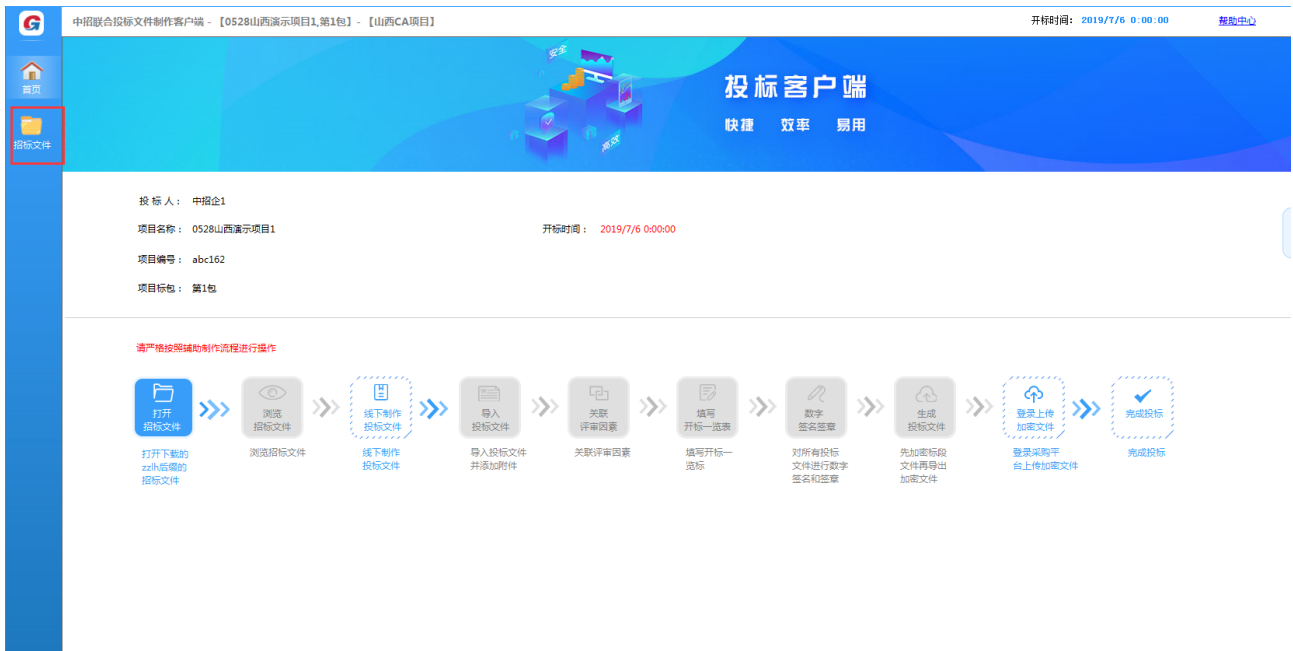 中招联合投标文件制作客户端 - 【0528山西演示项目1,第1包】 - 【山西CA项目】
开标时间： 2019/7/6 0:00:00
帮助中心
首页
招标文件
安全
高效
投标客户端
快捷 效率 易用
投 标 人： 中招企1
项目名称： 0528山西演示项目1
开标时间： 2019/7/6 0:00:00
项目编号： abc162
项目标包： 第1包
请严格按照辅助制作流程进行操作
打开
招标文件
浏览
招标文件
线下制作
投标文件
导入
投标文件
关联
评审因素
填写
开标一览表
数字
签名签章
生成
投标文件
登录上传
加密文件
完成投标
打开下载的
zzlh后缀的
招标文件
浏览招标文件
线下制作
投标文件
导入投标文件
并添加附件
关联评审因素
填写开标一
览标
对所有投标
文件进行数字
签名和签章
先加密标段
文件再导出
加密文件
登录采购平
台上传加密文件
完成投标